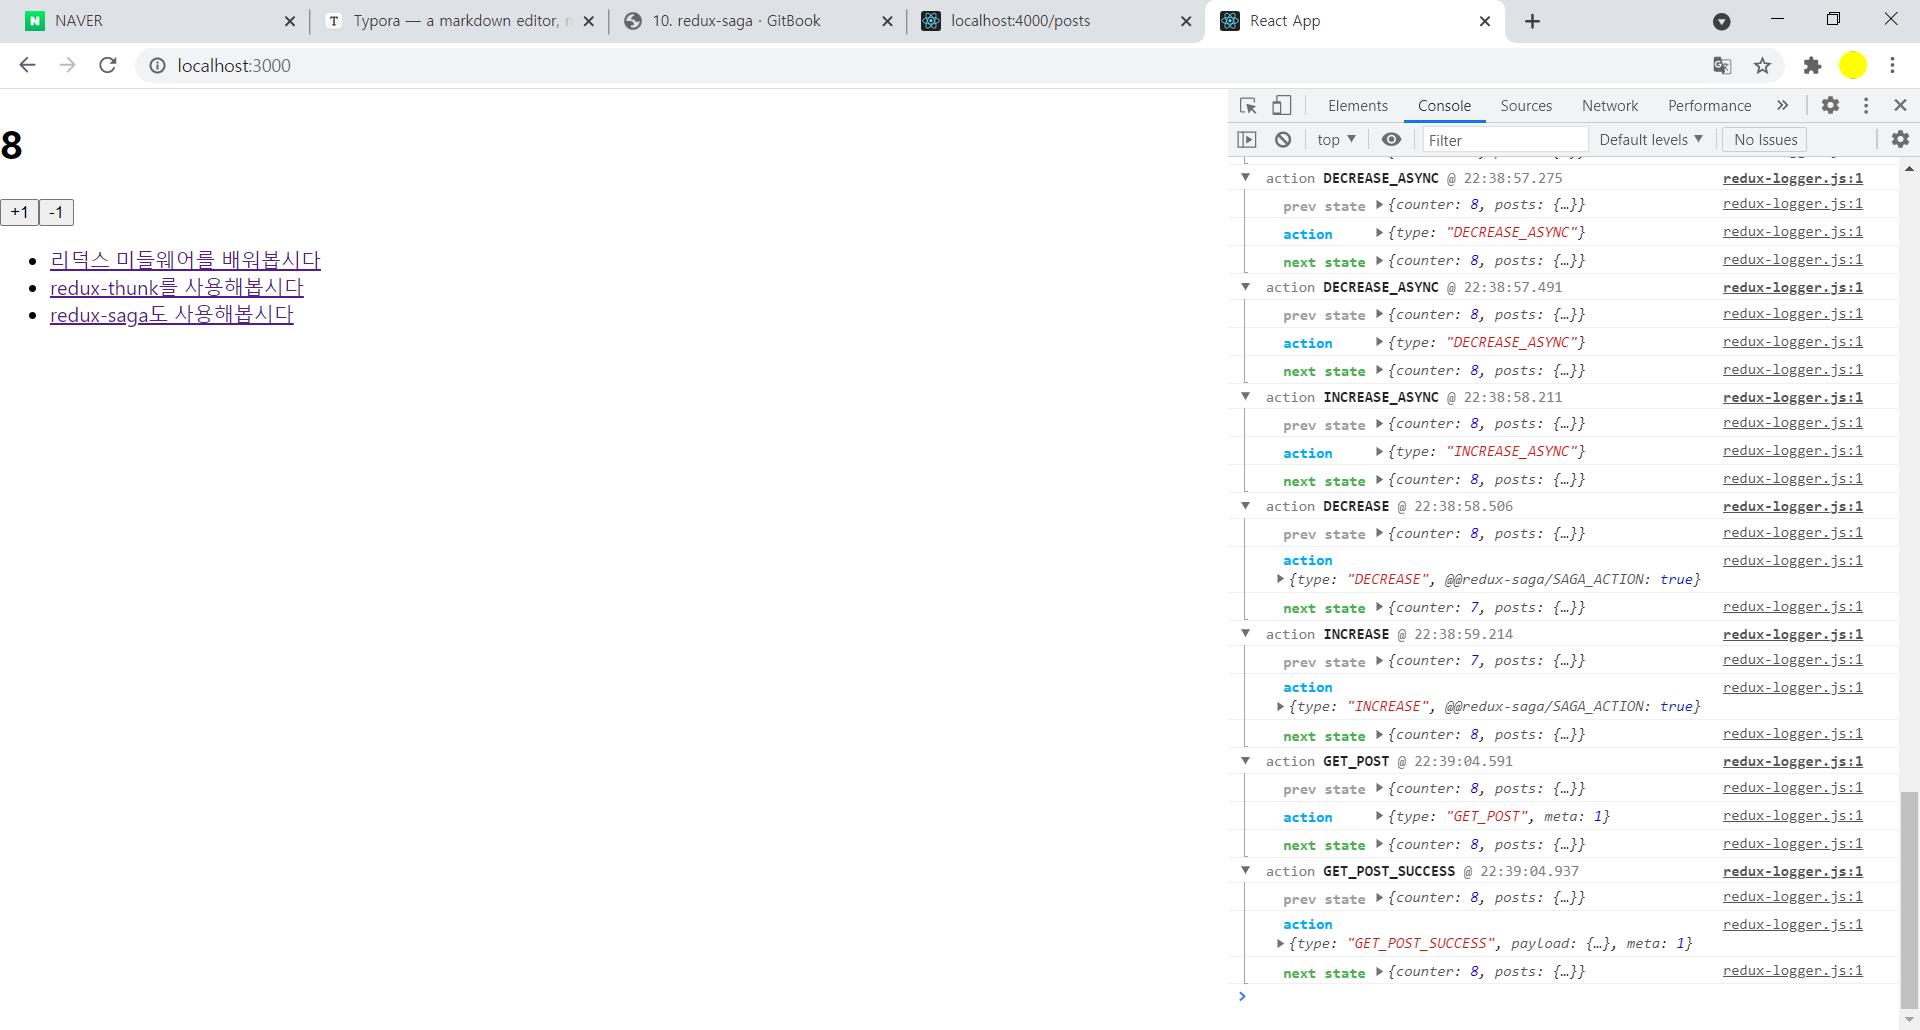 NAVER
Typora — a markdown editor, n
10. redux-saga · GitBook
localhost:4000/posts
React App
localhost:3000
8
+1 -1
리덕스 미들웨어를 배워봅시다
redux-thunk를 사용해봅시다
redux-saga도 사용해봅시다
Elements Console Sources Network Performance »
top ▼ Filter Default levels ▼ No Issues
▼ action DECREASE_ASYNC @ 22:38:57.275 redux-logger.js:1
prev state ▶{counter: 8, posts: {…}} redux-logger.js:1
action ▶{type: "DECREASE_ASYNC"} redux-logger.js:1
next state ▶{counter: 8, posts: {…}} redux-logger.js:1
▼ action DECREASE_ASYNC @ 22:38:57.491 redux-logger.js:1
prev state ▶{counter: 8, posts: {…}} redux-logger.js:1
action ▶{type: "DECREASE_ASYNC"} redux-logger.js:1
next state ▶{counter: 8, posts: {…}} redux-logger.js:1
▼ action INCREASE_ASYNC @ 22:38:58.211 redux-logger.js:1
prev state ▶{counter: 8, posts: {…}} redux-logger.js:1
action ▶{type: "INCREASE_ASYNC"} redux-logger.js:1
next state ▶{counter: 8, posts: {…}} redux-logger.js:1
▼ action DECREASE @ 22:38:58.506 redux-logger.js:1
prev state ▶{counter: 8, posts: {…}} redux-logger.js:1
action redux-logger.js:1
▶{type: "DECREASE", @@redux-saga/SAGA_ACTION: true}
next state ▶{counter: 7, posts: {…}} redux-logger.js:1
▼ action INCREASE @ 22:38:59.214 redux-logger.js:1
prev state ▶{counter: 7, posts: {…}} redux-logger.js:1
action redux-logger.js:1
▶{type: "INCREASE", @@redux-saga/SAGA_ACTION: true}
next state ▶{counter: 8, posts: {…}} redux-logger.js:1
▼ action GET_POST @ 22:39:04.591 redux-logger.js:1
prev state ▶{counter: 8, posts: {…}} redux-logger.js:1
action ▶{type: "GET_POST", meta: 1} redux-logger.js:1
next state ▶{counter: 8, posts: {…}} redux-logger.js:1
▼ action GET_POST_SUCCESS @ 22:39:04.937 redux-logger.js:1
prev state ▶{counter: 8, posts: {…}} redux-logger.js:1
action redux-logger.js:1
▶{type: "GET_POST_SUCCESS", payload: {…}, meta: 1}
next state ▶{counter: 8, posts: {…}} redux-logger.js:1